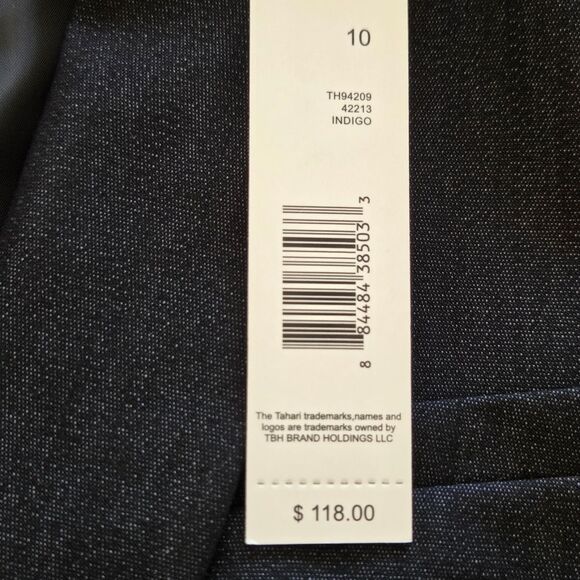 10
TH94209
42213
INDIGO
8 84484 38503 3
The Tahari trademarks,names and
logos are trademarks owned by
TBH BRAND HOLDINGS LLC
$ 118.00